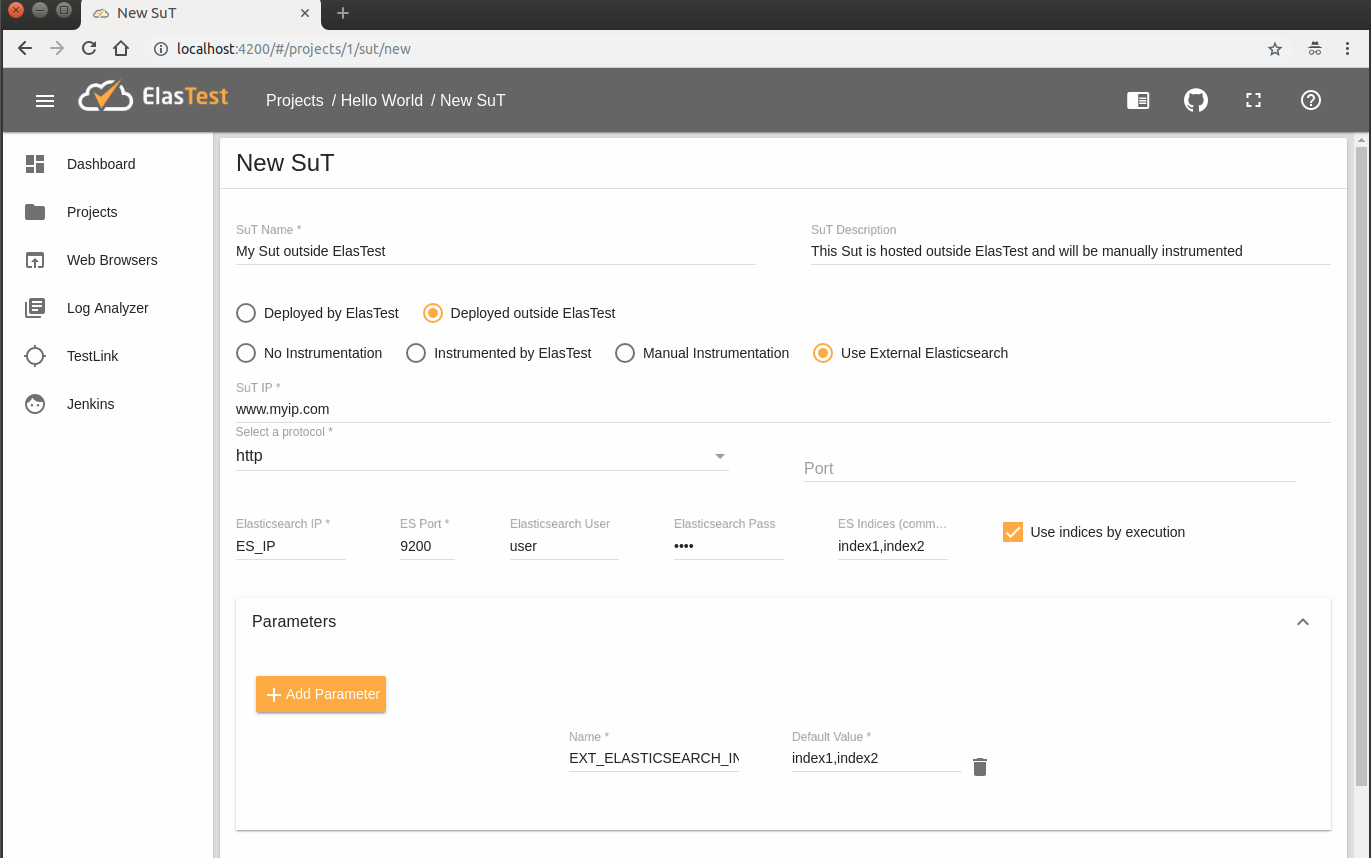 New SuT
localhost:4200/#/projects/1/sut/new
ElasTest
Projects / Hello World / New SuT
Dashboard
Projects
Web Browsers
Log Analyzer
TestLink
Jenkins
New SuT
SuT Name * SuT Description
My Sut outside ElasTest This Sut is hosted outside ElasTest and will be manually instrumented
Deployed by ElasTest Deployed outside ElasTest
No Instrumentation Instrumented by ElasTest Manual Instrumentation Use External Elasticsearch
SuT IP *
www.myip.com
Select a protocol *
http
Port
Elasticsearch IP * ES Port * Elasticsearch User Elasticsearch Pass ES Indices (comm…
ES_IP 9200 user •••• index1,index2 Use indices by execution
Parameters
Add Parameter
Name * Default Value *
EXT_ELASTICSEARCH_IN index1,index2